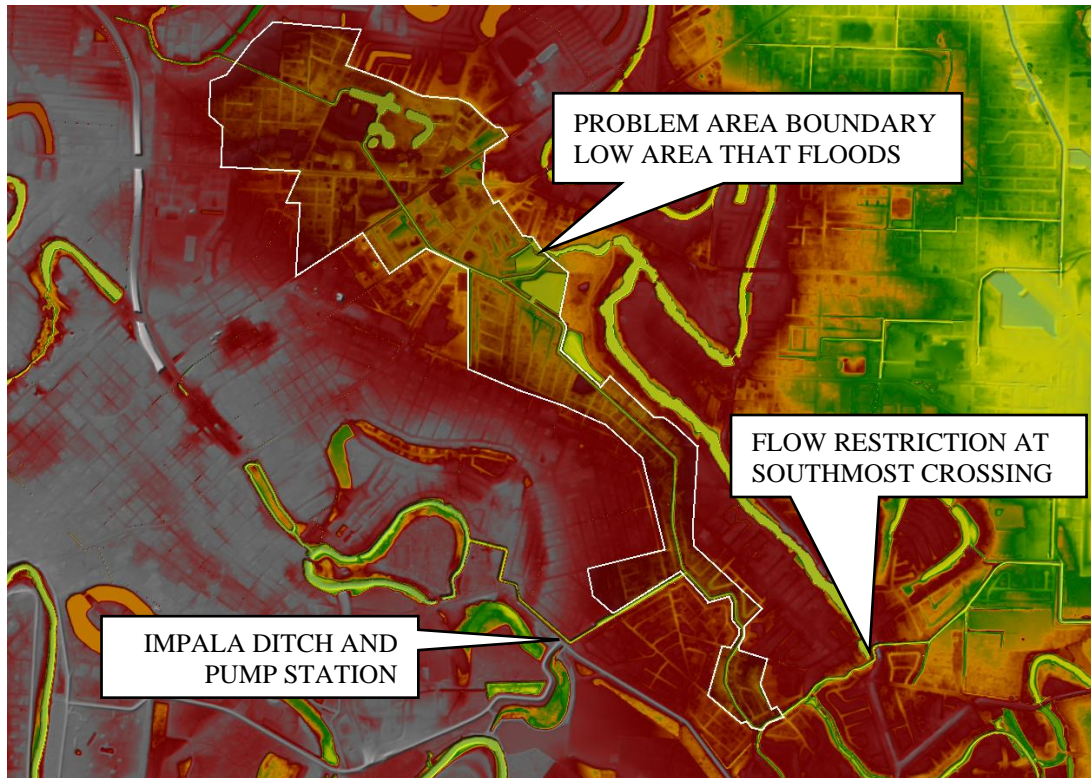 PROBLEM AREA BOUNDARY
LOW AREA THAT FLOODS
FLOW RESTRICTION AT
SOUTHMOST CROSSING
IMPALA DITCH AND
PUMP STATION